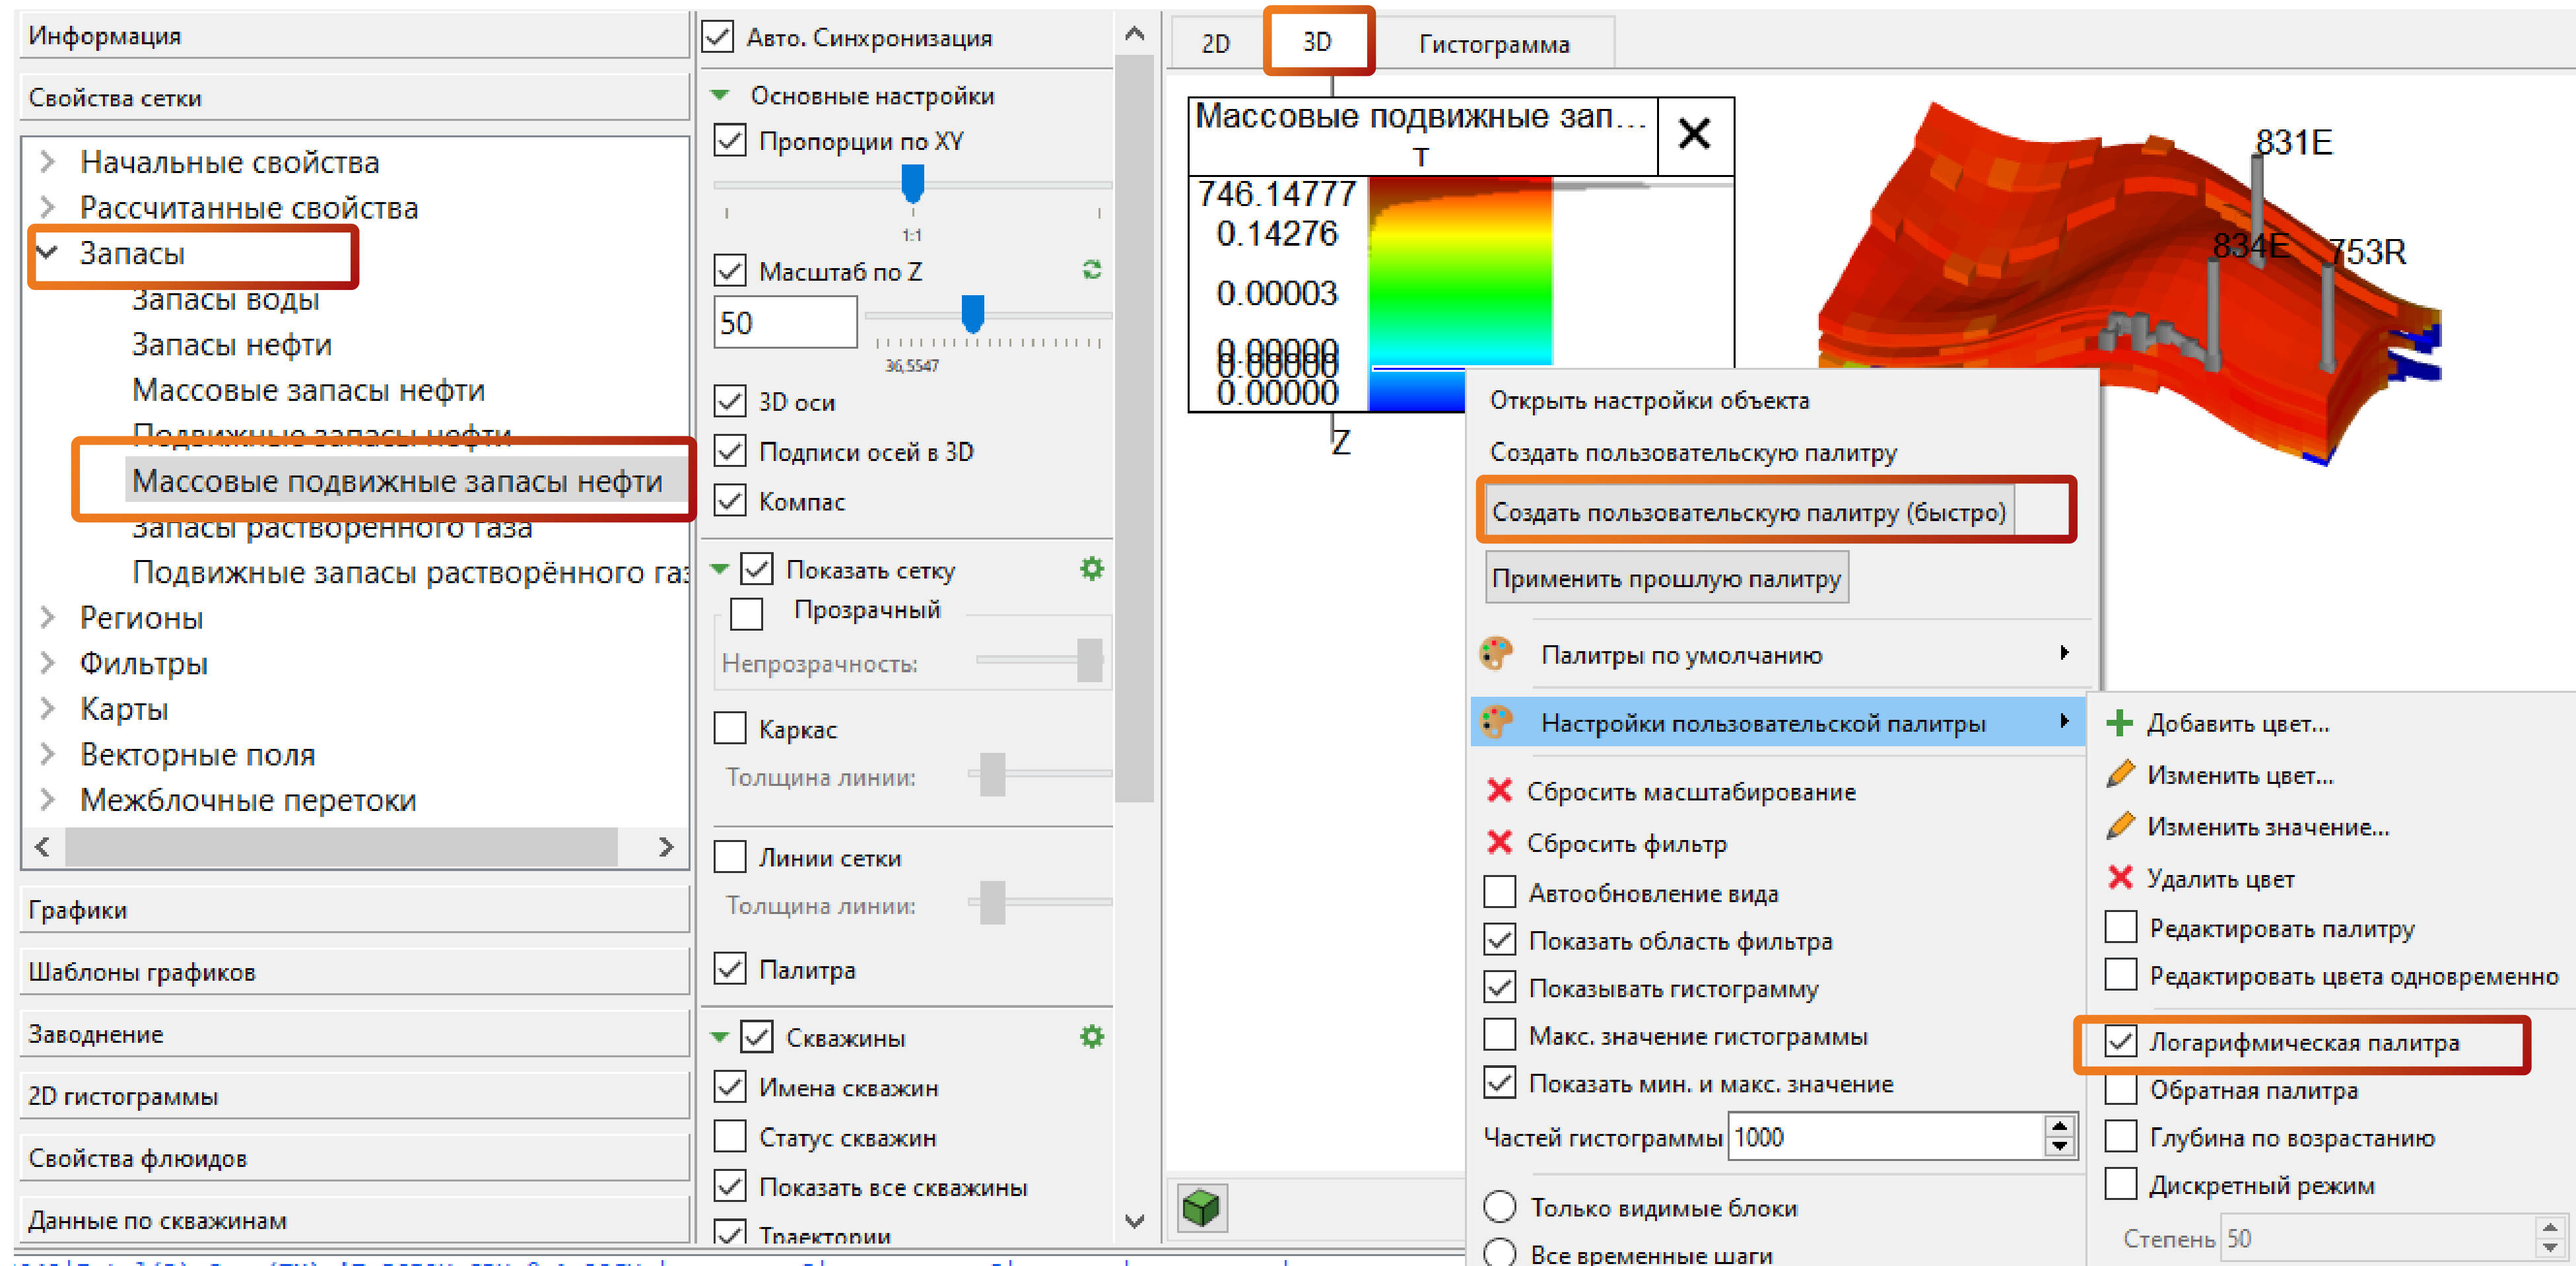 Информация
Свойства сетки
Начальные свойства
Рассчитанные свойства
Запасы
Запасы воды
Запасы нефти
Массовые запасы нефти
Подвижные запасы нефти
Массовые подвижные запасы нефти
Запасы растворённого газа
Подвижные запасы растворённого га
Регионы
Фильтры
Карты
Векторные поля
Межблочные перетоки
Графики
Шаблоны графиков
Заводнение
2D гистограммы
Свойства флюидов
Данные по скважинам
Авто. Синхронизация
Основные настройки
Пропорции по XY
1:1
Масштаб по Z
50
36,5547
3D оси
Подписи осей в 3D
Компас
Показать сетку
Прозрачный
Непрозрачность:
Каркас
Толщина линии:
Линии сетки
Толщина линии:
Палитра
Скважины
Имена скважин
Статус скважин
Показать все скважины
Траектории
2D
3D
Гистограмма
Массовые подвижные зап...
т
746.14777
0.14276
0.00003
0.00000
0.00000
0.00000
Z
831E
834E
753R
Открыть настройки объекта
Создать пользовательскую палитру
Создать пользовательскую палитру (быстро)
Применить прошлую палитру
Палитры по умолчанию
Настройки пользовательской палитры
Сбросить масштабирование
Сбросить фильтр
Автообновление вида
Показать область фильтра
Показывать гистограмму
Макс. значение гистограммы
Показать мин. и макс. значение
Частей гистограммы 1000
Только видимые блоки
Все временные шаги
Добавить цвет...
Изменить цвет...
Изменить значение...
Удалить цвет
Редактировать палитру
Редактировать цвета одновременно
Логарифмическая палитра
Обратная палитра
Глубина по возрастанию
Дискретный режим
Степень 50